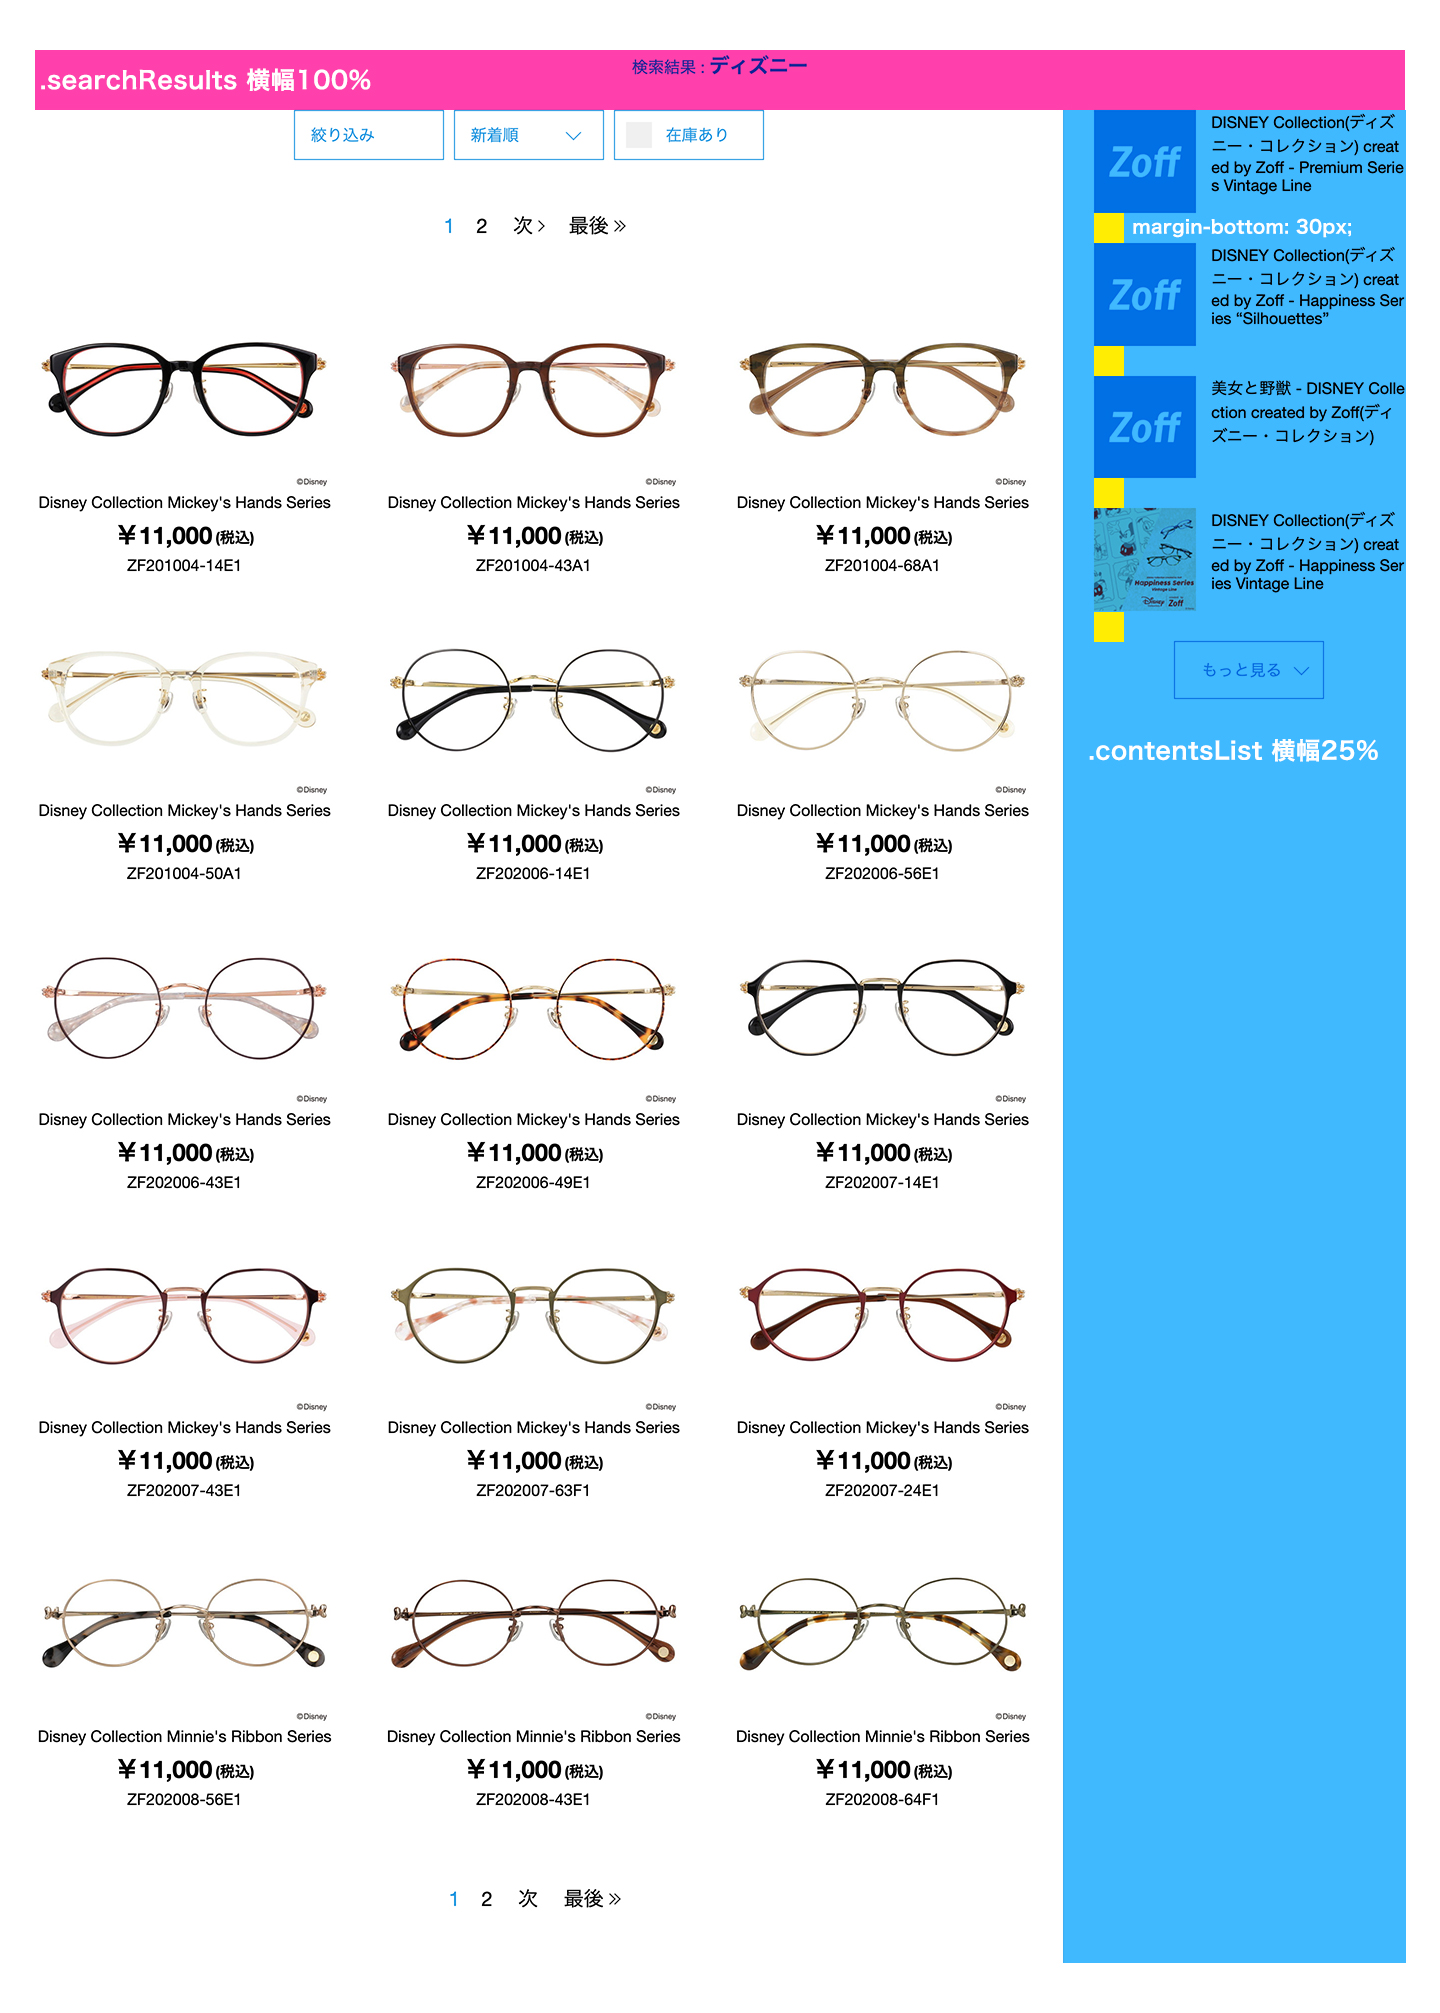 .searchResults 横幅100%
検索結果 : ディズニー
絞り込み
新着順
在庫あり
1 2 次 最後
©Disney
Disney Collection Mickey's Hands Series
￥11,000 (税込)
ZF201004-14E1
©Disney
Disney Collection Mickey's Hands Series
￥11,000 (税込)
ZF201004-43A1
©Disney
Disney Collection Mickey's Hands Series
￥11,000 (税込)
ZF201004-68A1
©Disney
Disney Collection Mickey's Hands Series
￥11,000 (税込)
ZF201004-50A1
©Disney
Disney Collection Mickey's Hands Series
￥11,000 (税込)
ZF202006-14E1
©Disney
Disney Collection Mickey's Hands Series
￥11,000 (税込)
ZF202006-56E1
©Disney
Disney Collection Mickey's Hands Series
￥11,000 (税込)
ZF202006-43E1
©Disney
Disney Collection Mickey's Hands Series
￥11,000 (税込)
ZF202006-49E1
©Disney
Disney Collection Mickey's Hands Series
￥11,000 (税込)
ZF202007-14E1
©Disney
Disney Collection Mickey's Hands Series
￥11,000 (税込)
ZF202007-43E1
©Disney
Disney Collection Mickey's Hands Series
￥11,000 (税込)
ZF202007-63F1
©Disney
Disney Collection Mickey's Hands Series
￥11,000 (税込)
ZF202007-24E1
©Disney
Disney Collection Minnie's Ribbon Series
￥11,000 (税込)
ZF202008-56E1
©Disney
Disney Collection Minnie's Ribbon Series
￥11,000 (税込)
ZF202008-43E1
©Disney
Disney Collection Minnie's Ribbon Series
￥11,000 (税込)
ZF202008-64F1
1 2 次 最後
Zoff
DISNEY Collection(ディズ
ニー・コレクション) creat
ed by Zoff - Premium Serie
s Vintage Line
margin-bottom: 30px;
Zoff
DISNEY Collection(ディズ
ニー・コレクション) creat
ed by Zoff - Happiness Ser
ies “Silhouettes”
Zoff
美女と野獣 - DISNEY Colle
ction created by Zoff(ディ
ズニー・コレクション)
Happiness Series
Vintage Line
Disney Zoff
DISNEY Collection(ディズ
ニー・コレクション) creat
ed by Zoff - Happiness Ser
ies Vintage Line
もっと見る
.contentsList 横幅25%